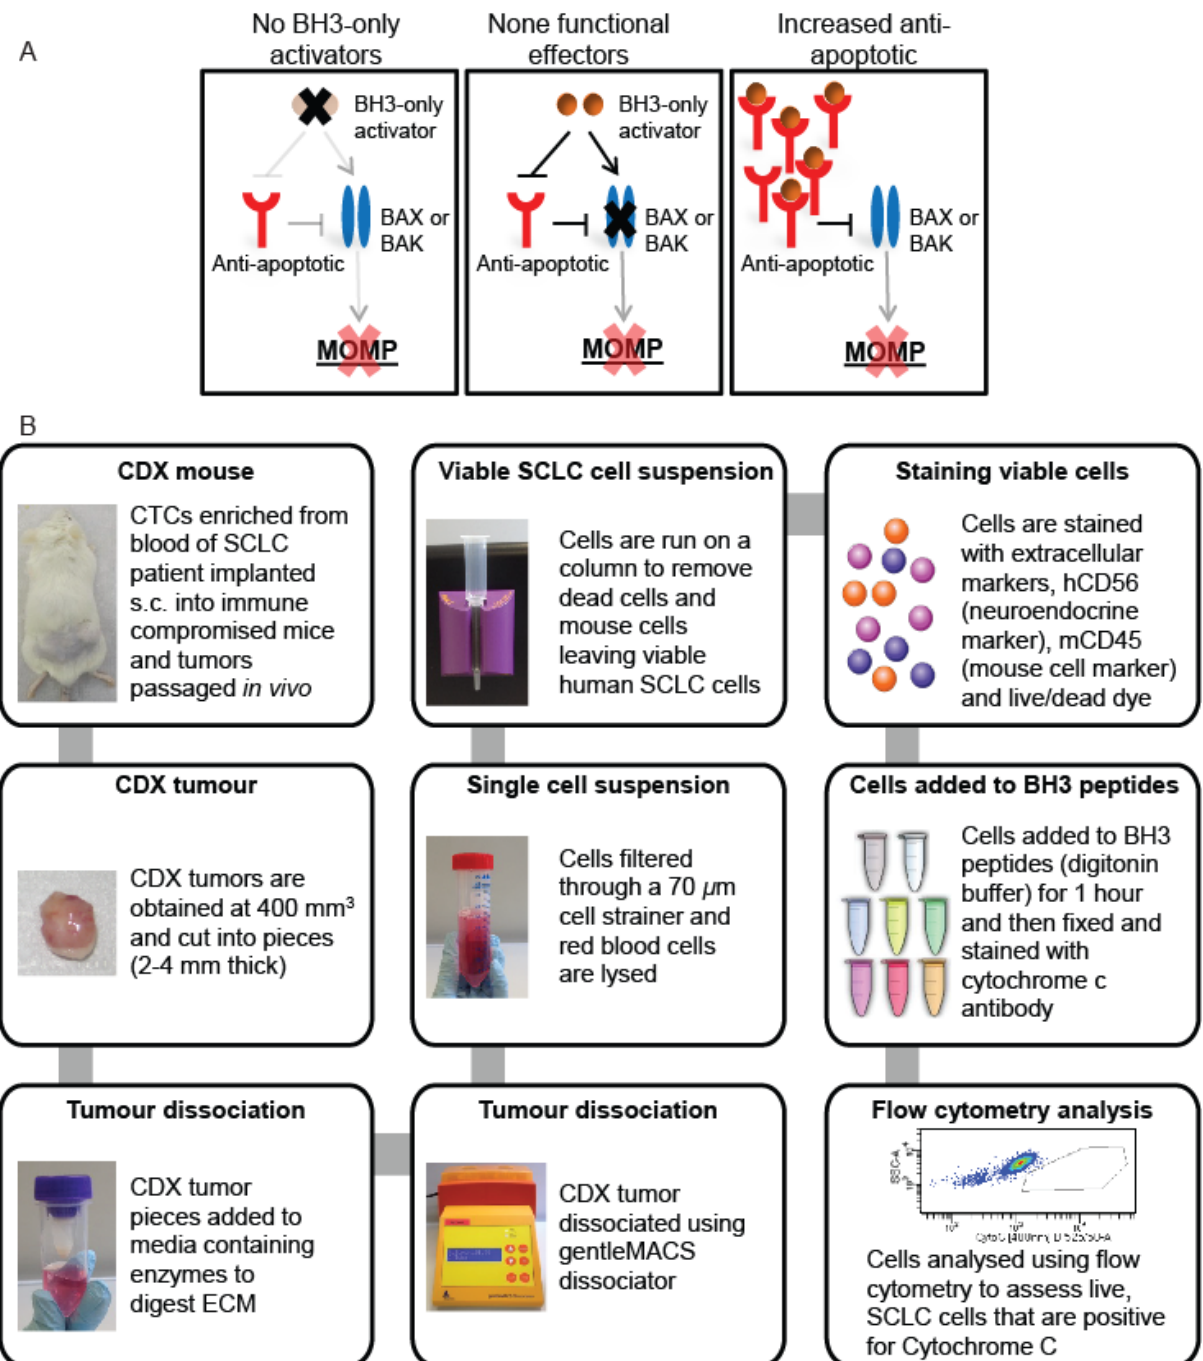 A
No BH3-only
activators
BH3-only
activator
BAX or
BAK
Anti-apoptotic
MOMP
None functional
effectors
BH3-only
activator
BAX or
BAK
Anti-apoptotic
MOMP
Increased anti-
apoptotic
BAX or
BAK
Anti-apoptotic
MOMP
B
CDX mouse
CTCs enriched from
blood of SCLC
patient implanted
s.c. into immune
compromised mice
and tumors
passaged in vivo
CDX tumour
CDX tumors are
obtained at 400 mm³
and cut into pieces
(2-4 mm thick)
Tumour dissociation
CDX tumor
pieces added to
media containing
enzymes to
digest ECM
Tumour dissociation
CDX tumor
dissociated using
gentleMACS
dissociator
Single cell suspension
Cells filtered
through a 70 µm
cell strainer and
red blood cells
are lysed
Viable SCLC cell suspension
Cells are run on a
column to remove
dead cells and
mouse cells
leaving viable
human SCLC cells
Staining viable cells
Cells are stained
with extracellular
markers, hCD56
(neuroendocrine
marker), mCD45
(mouse cell marker)
and live/dead dye
Cells added to BH3 peptides
Cells added to BH3
peptides (digitonin
buffer) for 1 hour
and then fixed and
stained with
cytochrome c
antibody
Flow cytometry analysis
SSC-A
Cells analysed using flow
cytometry to assess live,
SCLC cells that are positive
for Cytochrome C